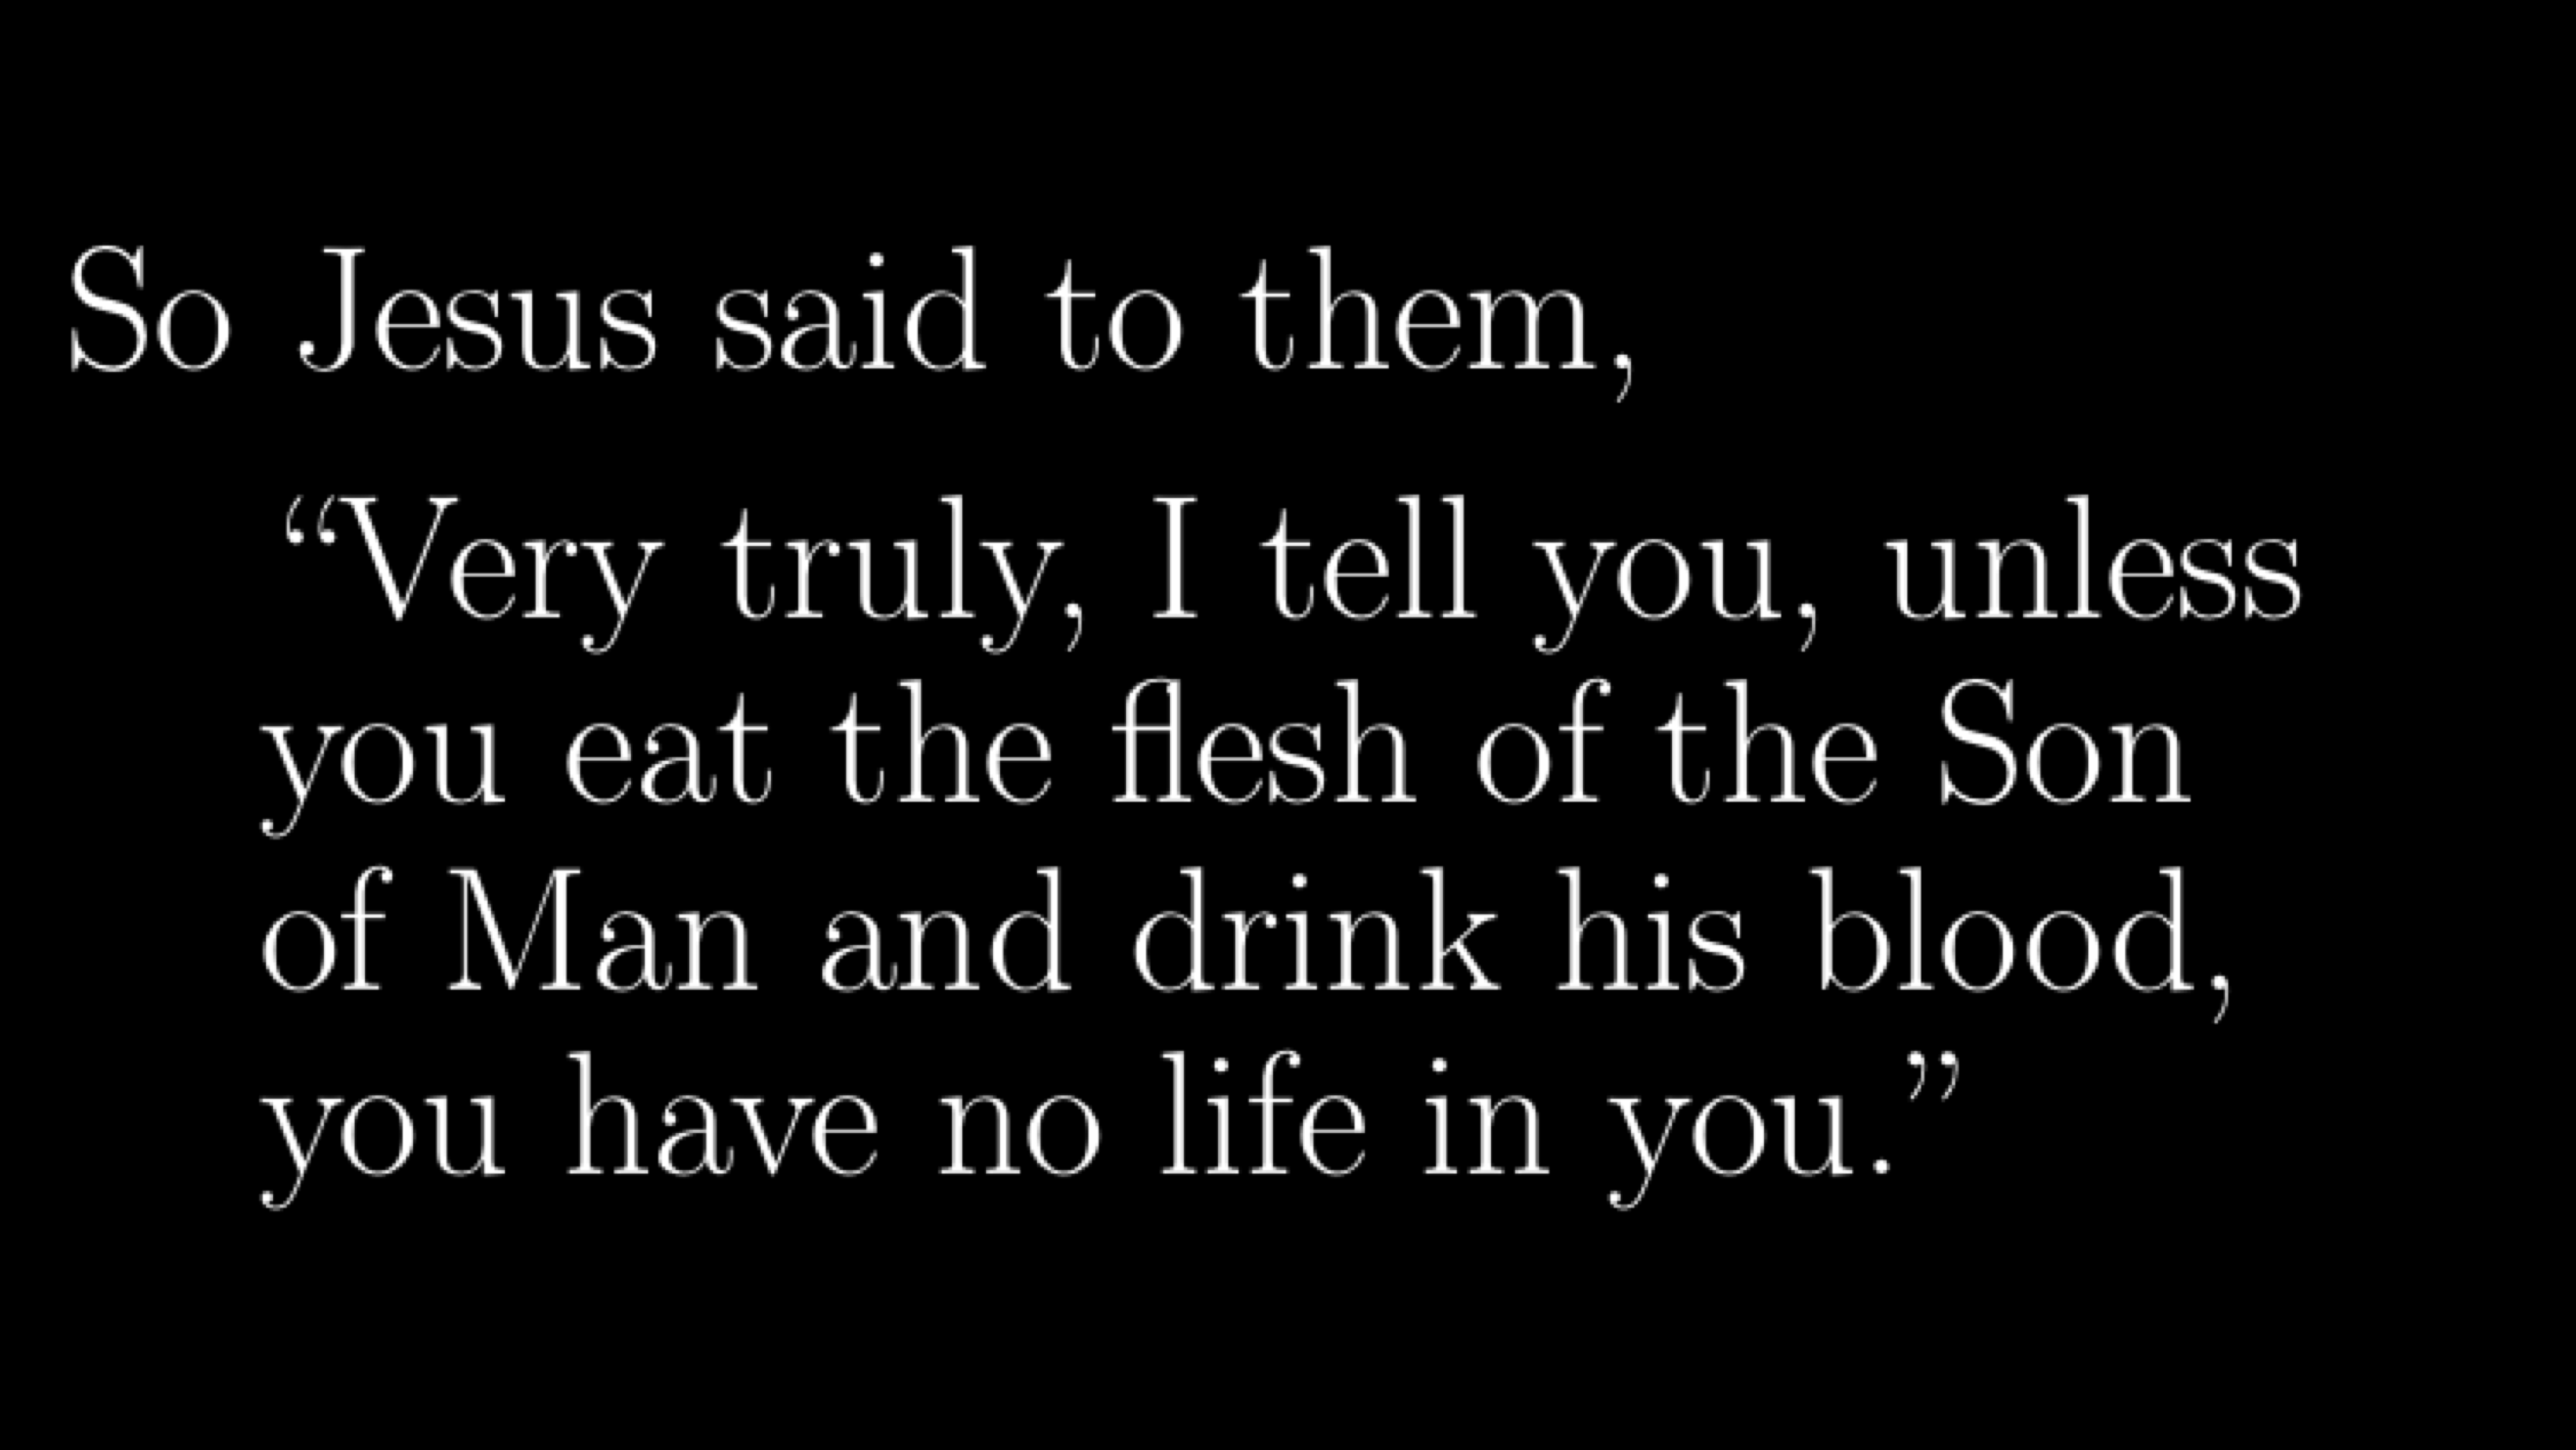 So Jesus said to them,
“Very truly, I tell you, unless
you eat the flesh of the Son
of Man and drink his blood,
you have no life in you.”